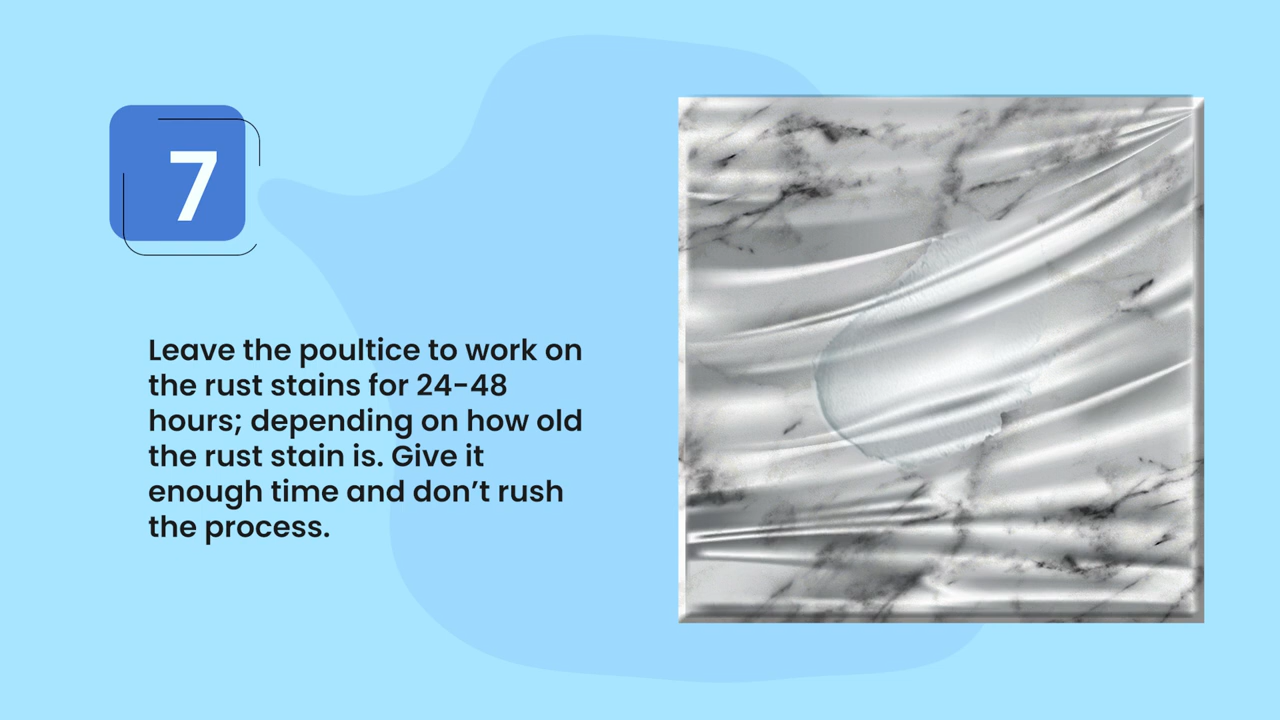 7
Leave the poultice to work on
the rust stains for 24-48
hours; depending on how old
the rust stain is. Give it
enough time and don’t rush
the process.